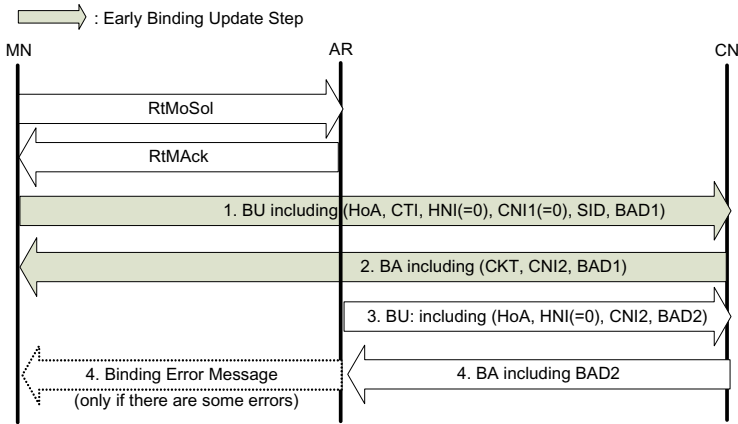 : Early Binding Update Step
MN AR CN
RtMoSol
RtMAck
1. BU including (HoA, CTI, HNI(=0), CNI1(=0), SID, BAD1)
2. BA including (CKT, CNI2, BAD1)
3. BU: including (HoA, HNI(=0), CNI2, BAD2)
4. Binding Error Message 4. BA including BAD2
(only if there are some errors)